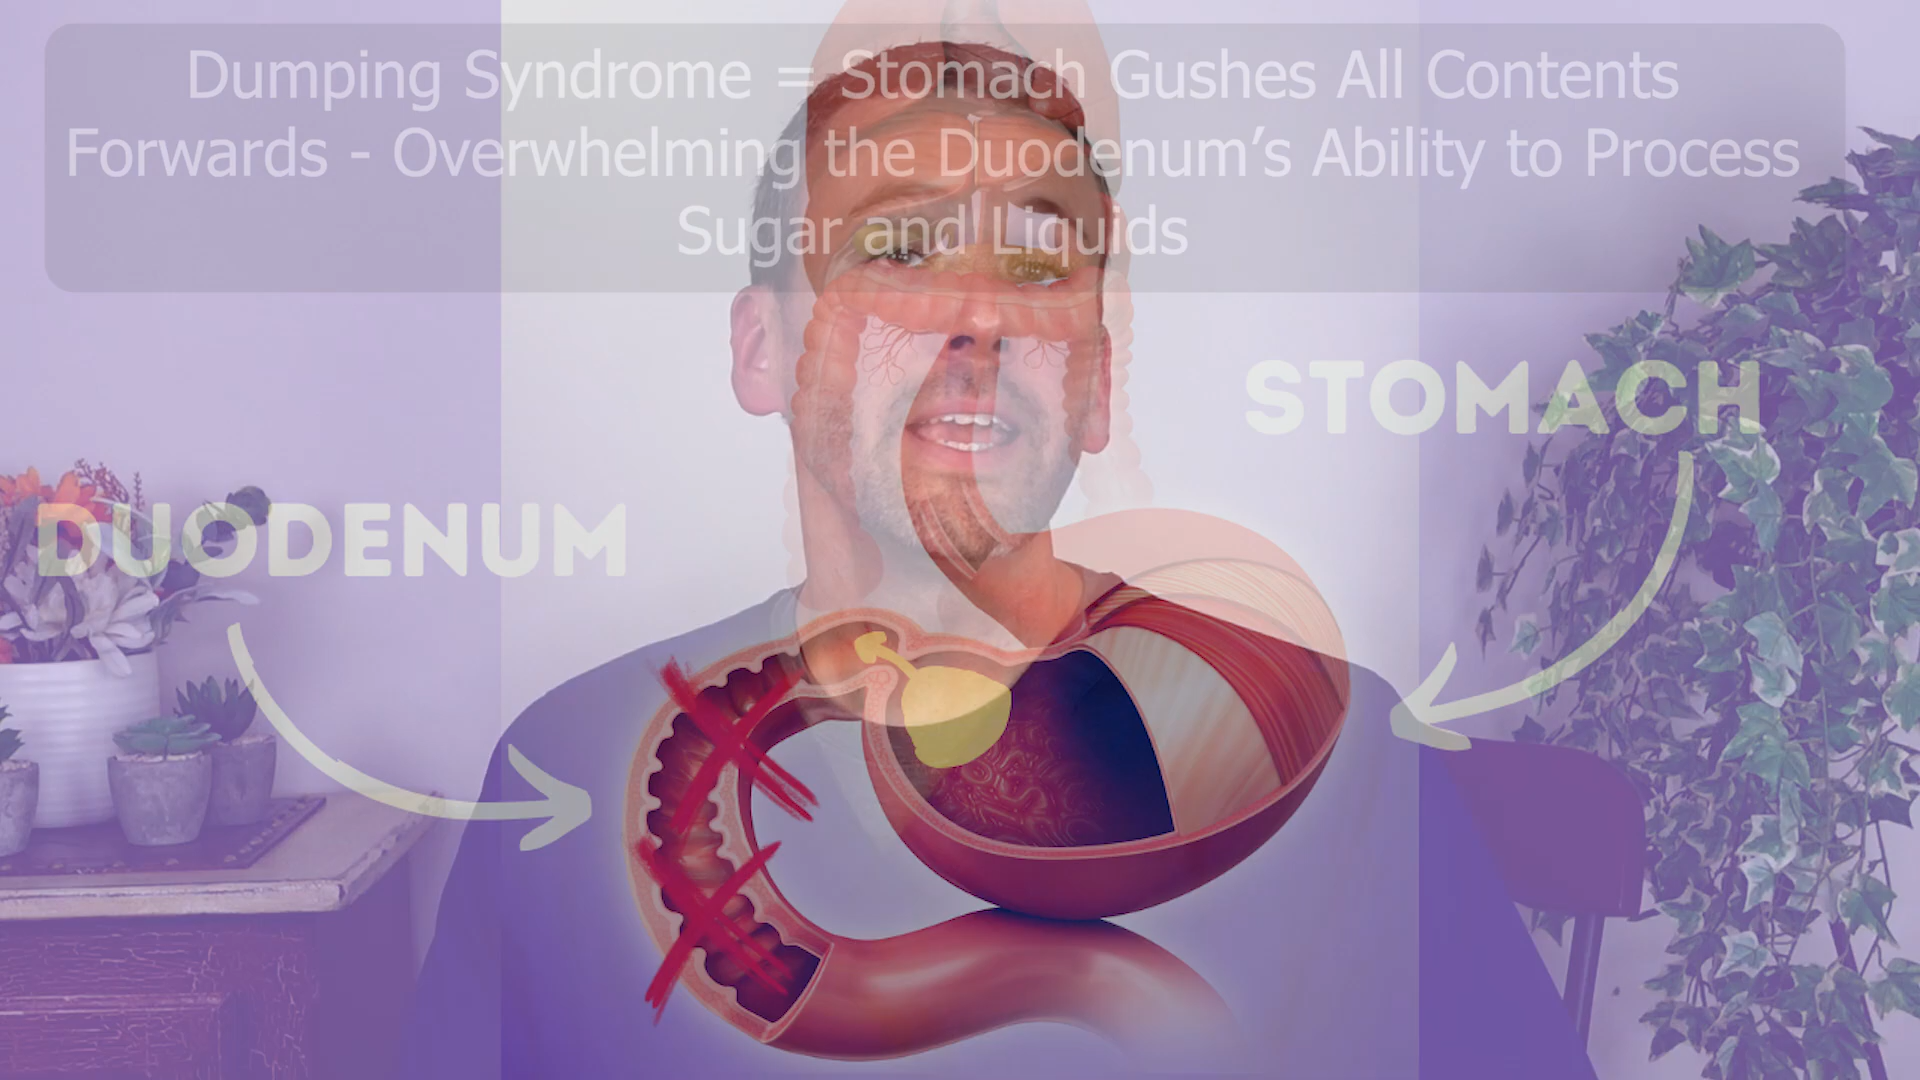 Dumping Syndrome = Stomach Gushes All Contents
Forwards - Overwhelming the Duodenum’s Ability to Process
Sugar and Liquids
STOMACH
DUODENUM